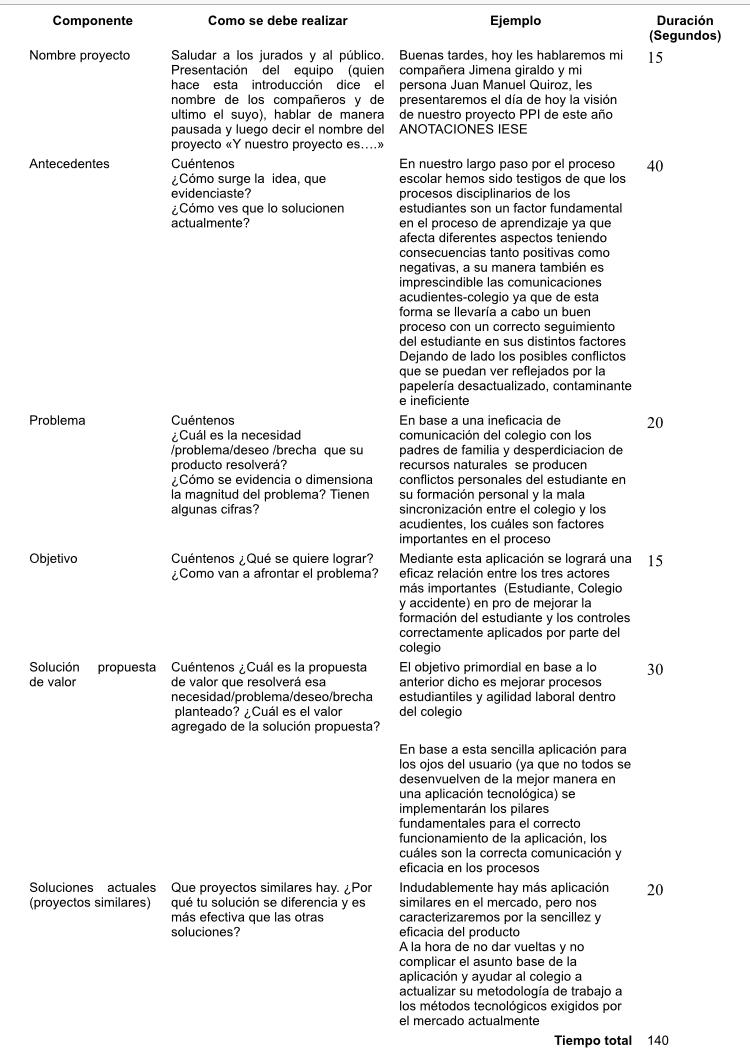 Componente
Como se debe realizar
Ejemplo
Duración
(Segundos)
Nombre proyecto
Saludar a los jurados y al público.
Presentación del equipo (quien
hace esta introducción dice el
nombre de los compañeros y de
ultimo el suyo), hablar de manera
pausada y luego decir el nombre del
proyecto «Y nuestro proyecto es….»
Buenas tardes, hoy les hablaremos mi
compañera Jimena giraldo y mi
persona Juan Manuel Quiroz, les
presentaremos el día de hoy la visión
de nuestro proyecto PPI de este año
ANOTACIONES IESE
15
Antecedentes
Cuéntenos
¿Cómo surge la idea, que
evidenciaste?
¿Cómo ves que lo solucionen
actualmente?
En nuestro largo paso por el proceso
escolar hemos sido testigos de que los
procesos disciplinarios de los
estudiantes son un factor fundamental
en el proceso de aprendizaje ya que
afecta diferentes aspectos teniendo
consecuencias tanto positivas como
negativas, a su manera también es
imprescindible las comunicaciones
acudientes-colegio ya que de esta
forma se llevaría a cabo un buen
proceso con un correcto seguimiento
del estudiante en sus distintos factores
Dejando de lado los posibles conflictos
que se puedan ver reflejados por la
papelería desactualizado, contaminante
e ineficiente
40
Problema
Cuéntenos
¿Cuál es la necesidad
/problema/deseo /brecha que su
producto resolverá?
¿Cómo se evidencia o dimensiona
la magnitud del problema? Tienen
algunas cifras?
En base a una ineficacia de
comunicación del colegio con los
padres de familia y desperdiciacion de
recursos naturales se producen
conflictos personales del estudiante en
su formación personal y la mala
sincronización entre el colegio y los
acudientes, los cuáles son factores
importantes en el proceso
20
Objetivo
Cuéntenos ¿Qué se quiere lograr?
¿Como van a afrontar el problema?
Mediante esta aplicación se logrará una
eficaz relación entre los tres actores
más importantes (Estudiante, Colegio
y accidente) en pro de mejorar la
formación del estudiante y los controles
correctamente aplicados por parte del
colegio
15
Solución propuesta
de valor
Cuéntenos ¿Cuál es la propuesta
de valor que resolverá esa
necesidad/problema/deseo/brecha
planteado? ¿Cuál es el valor
agregado de la solución propuesta?
El objetivo primordial en base a lo
anterior dicho es mejorar procesos
estudiantiles y agilidad laboral dentro
del colegio
En base a esta sencilla aplicación para
los ojos del usuario (ya que no todos se
desenvuelven de la mejor manera en
una aplicación tecnológica) se
implementarán los pilares
fundamentales para el correcto
funcionamiento de la aplicación, los
cuáles son la correcta comunicación y
eficacia en los procesos
30
Soluciones actuales
(proyectos similares)
Que proyectos similares hay. ¿Por
qué tu solución se diferencia y es
más efectiva que las otras
soluciones?
Indudablemente hay más aplicación
similares en el mercado, pero nos
caracterizaremos por la sencillez y
eficacia del producto
A la hora de no dar vueltas y no
complicar el asunto base de la
aplicación y ayudar al colegio a
actualizar su metodología de trabajo a
los métodos tecnológicos exigidos por
el mercado actualmente
20
Tiempo total 140